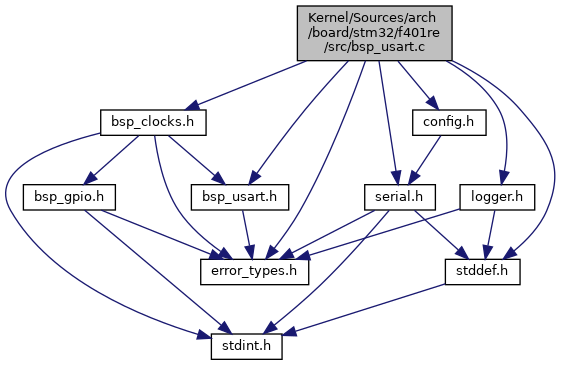 Kernel/Sources/arch
/board/stm32/f401re
/src/bsp_usart.c
bsp_clocks.h
config.h
bsp_gpio.h
bsp_usart.h
serial.h
logger.h
error_types.h
stddef.h
stdint.h